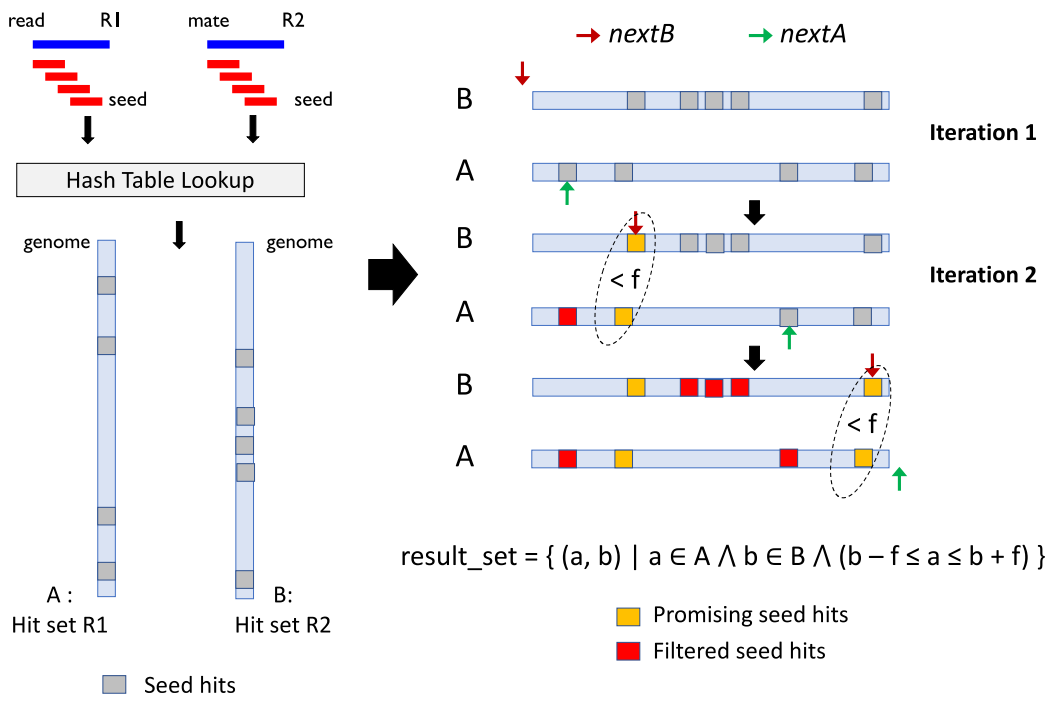 read R1
mate R2
seed
seed
Hash Table Lookup
genome
genome
A :
Hit set R1
B:
Hit set R2
Seed hits
nextB
nextA
B
Iteration 1
A
B
< f
Iteration 2
A
B
< f
A
result_set = { (a, b) | a ∈ A ⋀ b ∈ B ⋀ (b – f ≤ a ≤ b + f) }
Promising seed hits
Filtered seed hits